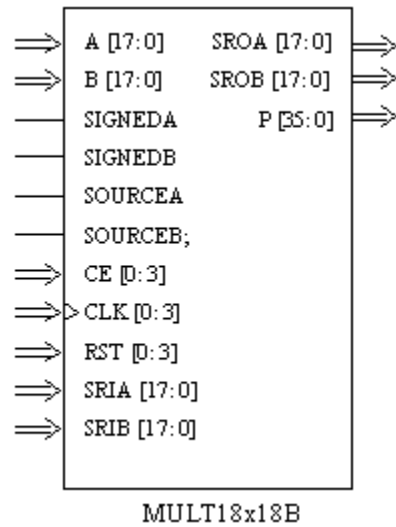 A [17:0] SROA [17:0]
B [17:0] SROB [17:0]
SIGNEDA P [35:0]
SIGNEDB
SOURCEA
SOURCEB;
CE [0:3]
CLK [0:3]
RST [0:3]
SRIA [17:0]
SRIB [17:0]
MULT18x18B